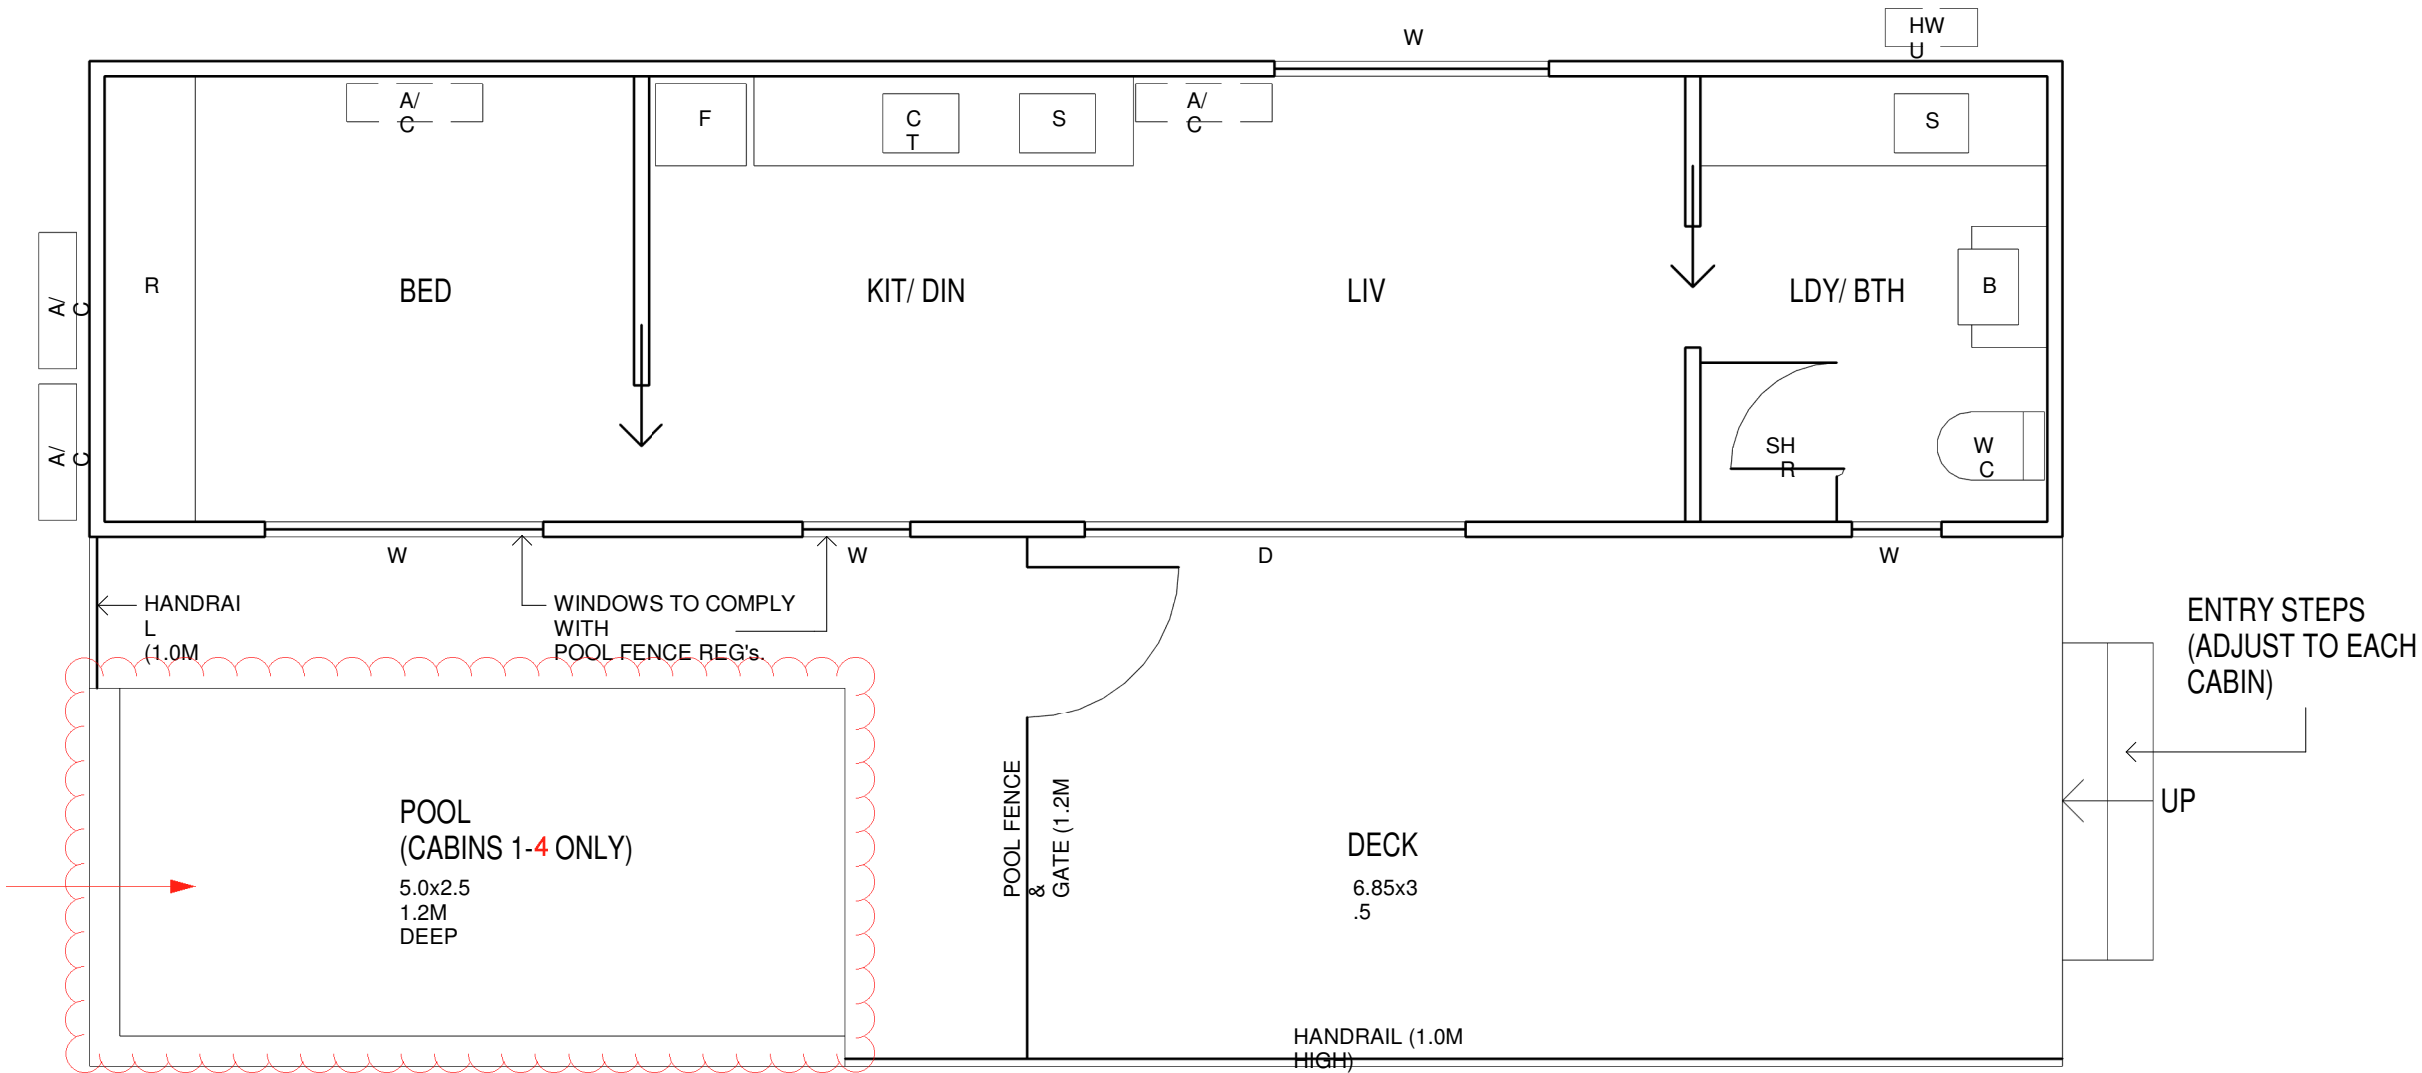 W
HW
U
A/
C
F
C
T
S
A/
C
S
R
BED
KIT/ DIN
LIV
LDY/ BTH
B
A/
C
A/
C
SH
R
W
C
W
W
D
W
HANDRAI
L
(1.0M
WINDOWS TO COMPLY
WITH
POOL FENCE REG's.
ENTRY STEPS
(ADJUST TO EACH
CABIN)
UP
POOL
(CABINS 1-4 ONLY)
5.0x2.5
1.2M
DEEP
POOL FENCE
&
GATE (1.2M
DECK
6.85x3
.5
HANDRAIL (1.0M
HIGH)